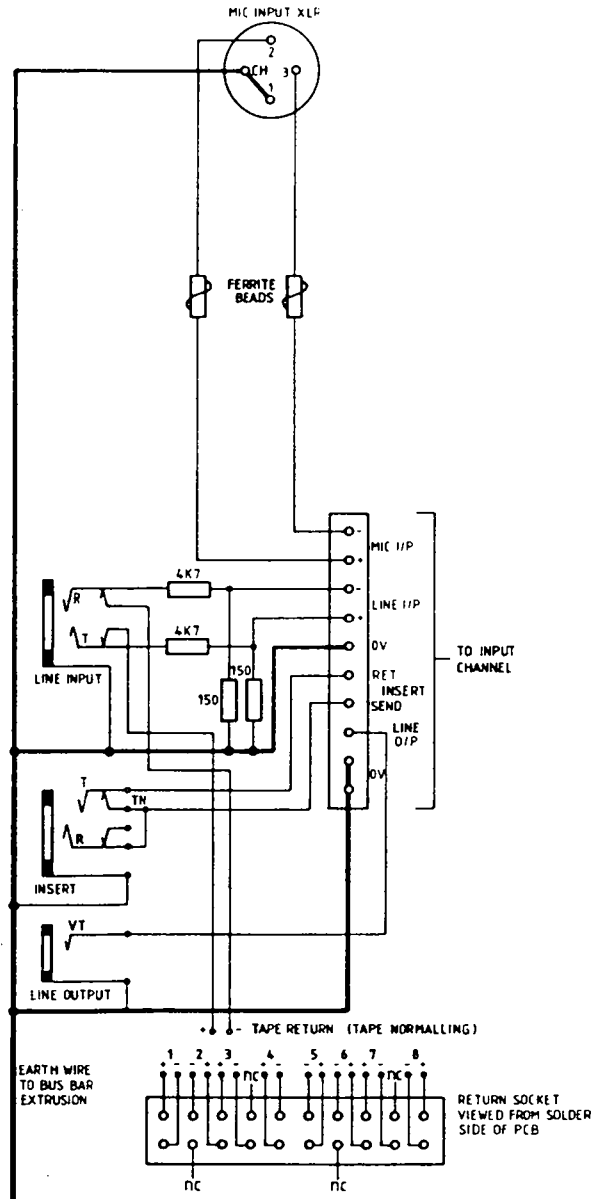 MIC INPUT XLR
2
CH
3
1
FERRITE
BEADS
-
MIC I/P
+
4K7
-
R
LINE I/P
+
4K7
T
0V
TO INPUT
CHANNEL
LINE INPUT
RET
INSERT
150
150
SEND
LINE
O/P
0V
T
TN
R
INSERT
VT
LINE OUTPUT
+ - TAPE RETURN (TAPE NORMALLING)
EARTH WIRE
TO BUS BAR
EXTRUSION
1 2 3 4 5 6 7 8
+ - - + + - nc + - - + + - nc - +
RETURN SOCKET
VIEWED FROM SOLDER
SIDE OF PCB
nc nc